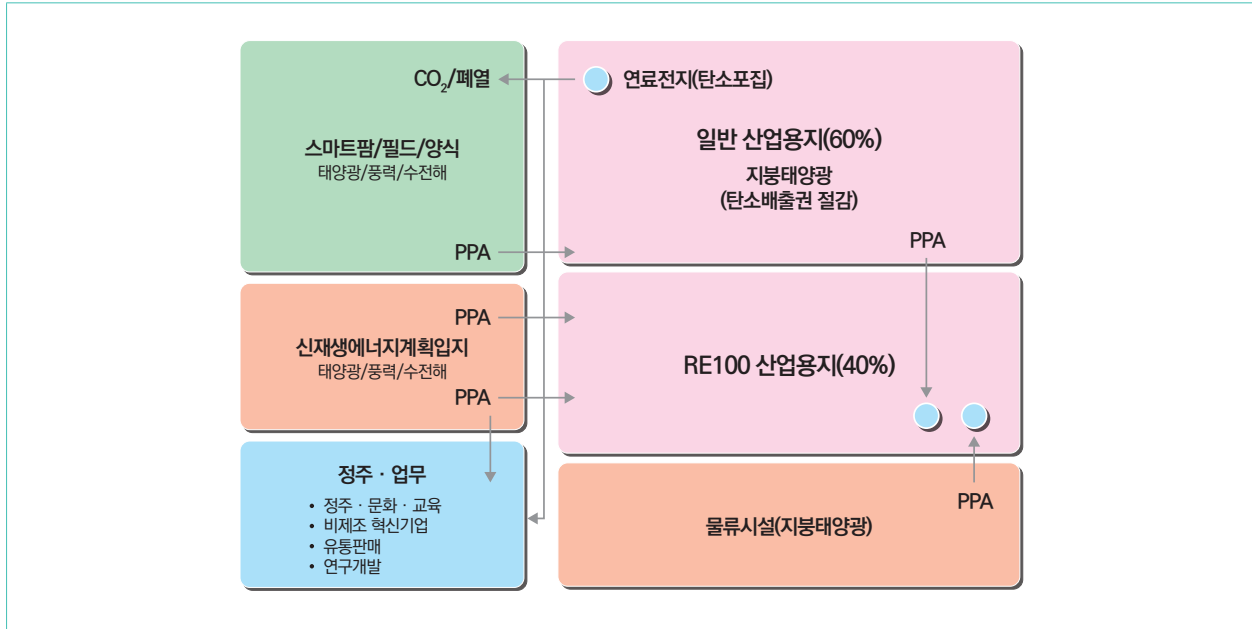 CO₂/폐열
스마트팜/필드/양식
태양광/풍력/수전해
PPA
연료전지(탄소포집)
일반 산업용지(60%)
지붕태양광
(탄소배출권 절감)
PPA
PPA
신재생에너지계획입지
태양광/풍력/수전해
PPA
RE100 산업용지(40%)
정주 · 업무
• 정주 · 문화 · 교육
• 비제조 혁신기업
• 유통판매
• 연구개발
PPA
물류시설(지붕태양광)